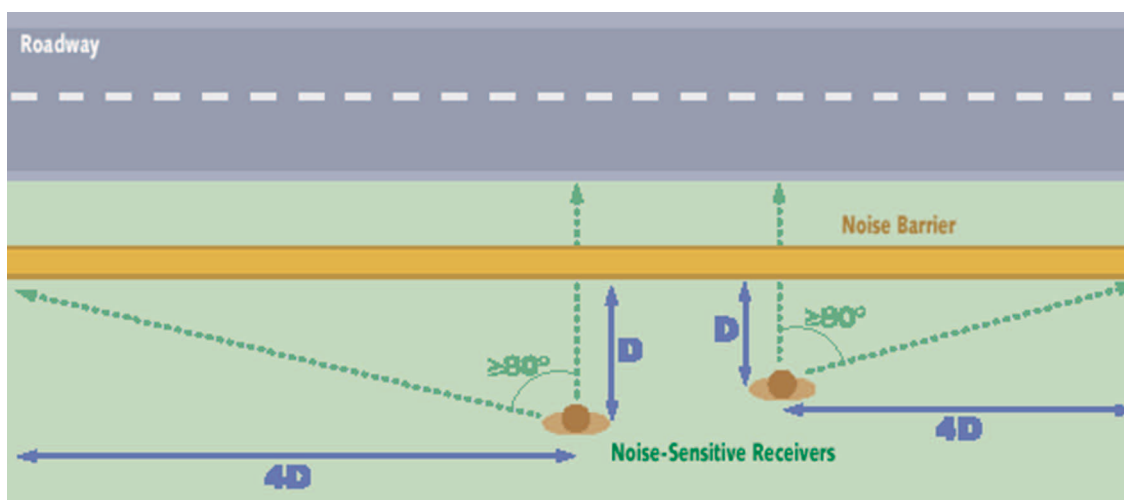 Roadway
Noise Barrier
≥80°
≥80°
D
D
4D
4D
Noise-Sensitive Receivers